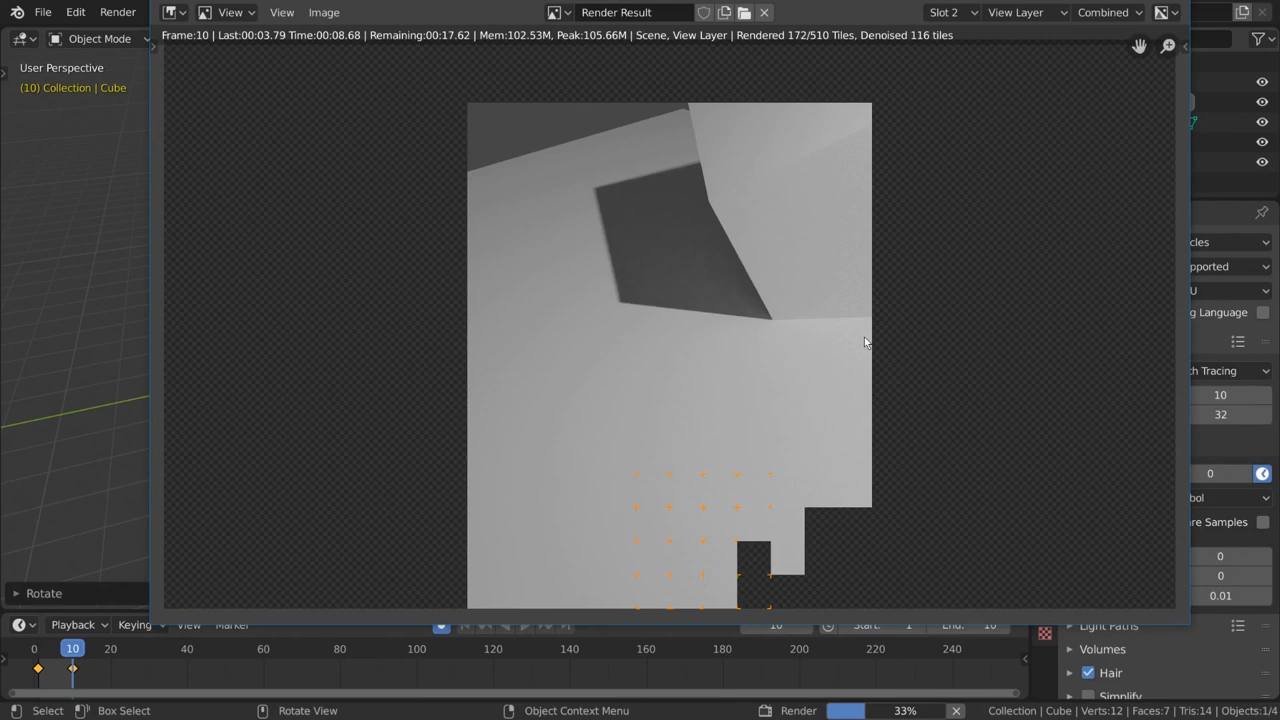 File Edit Render View View Image Render Result Slot 2 View Layer Combined
Object Mode
Frame:10 | Last:00:03.79 Time:00:08.68 | Remaining:00:17.62 | Mem:102.53M, Peak:105.66M | Scene, View Layer | Rendered 172/510 Tiles, Denoised 116 tiles
User Perspective
(10) Collection | Cube
cles
pported
U
ng Language
ch Tracing
10
32
0
bol
re Samples
0
0
0.01
Rotate
Playback Keying View Marker 10 Start: 1 End: 10
Light Paths
0 10 20 40 60 80 100 120 140 160 180 200 220 240
Volumes
Hair
Simplify
Select Box Select Rotate View Object Context Menu Render 33% Collection | Cube | Verts:12 | Faces:7 | Tris:14 | Objects:1/4